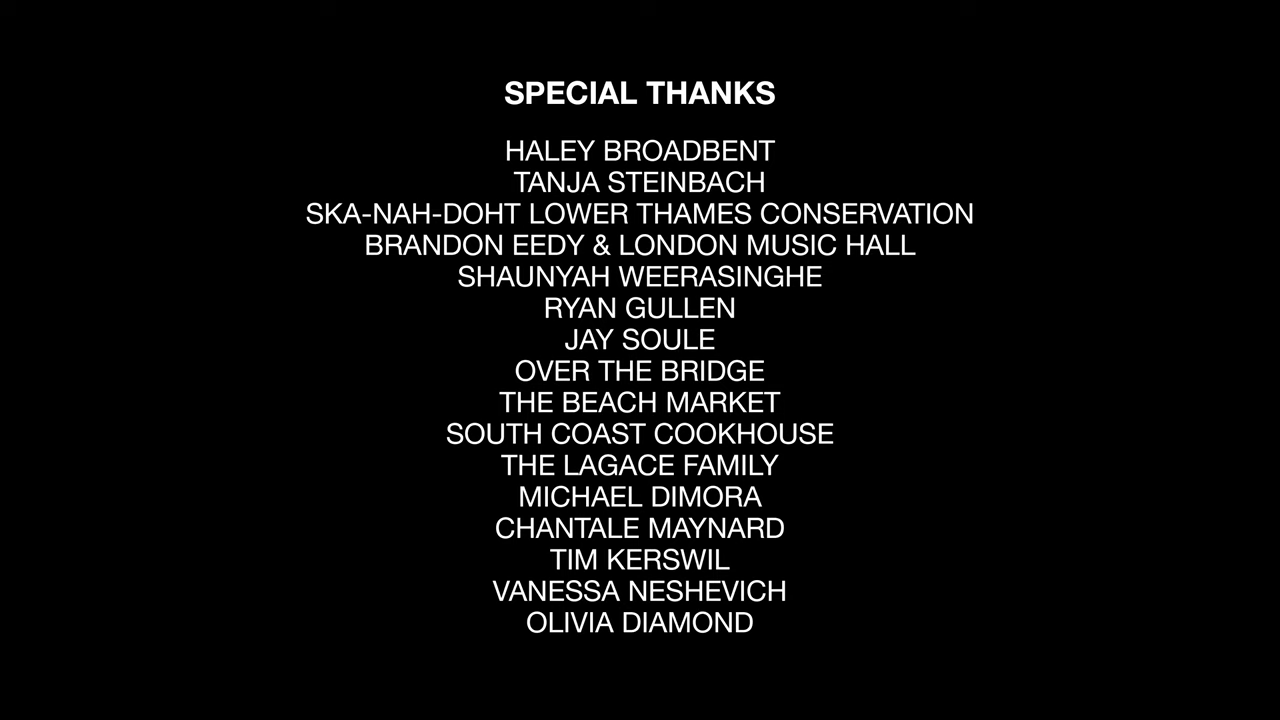 SPECIAL THANKS
HALEY BROADBENT
TANJA STEINBACH
SKA-NAH-DOHT LOWER THAMES CONSERVATION
BRANDON EEDY & LONDON MUSIC HALL
SHAUNYAH WEERASINGHE
RYAN GULLEN
JAY SOULE
OVER THE BRIDGE
THE BEACH MARKET
SOUTH COAST COOKHOUSE
THE LAGACE FAMILY
MICHAEL DIMORA
CHANTALE MAYNARD
TIM KERSWIL
VANESSA NESHEVICH
OLIVIA DIAMOND